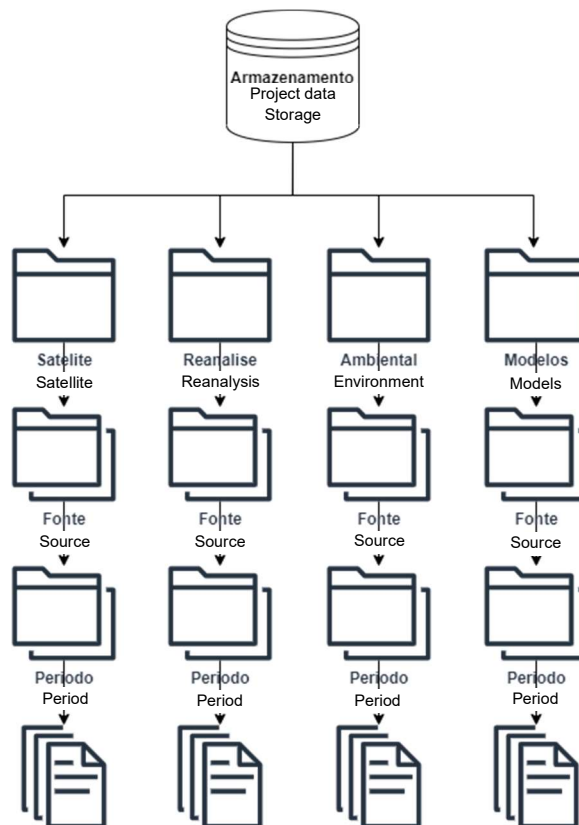 Armazenamento
Project data
Storage
Satelite
Satellite
Reanalise
Reanalysis
Ambiental
Environment
Modelos
Models
Fonte
Source
Fonte
Source
Fonte
Source
Fonte
Source
Periodo
Period
Periodo
Period
Periodo
Period
Periodo
Period